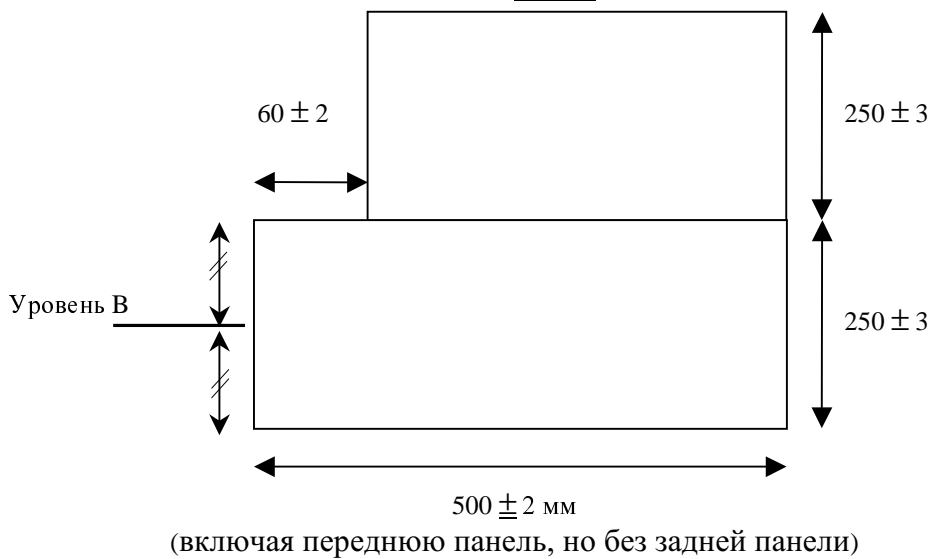 60 ± 2
250 ± 3
Уровень В
250 ± 3
500 ± 2 мм
(включая переднюю панель, но без задней панели)